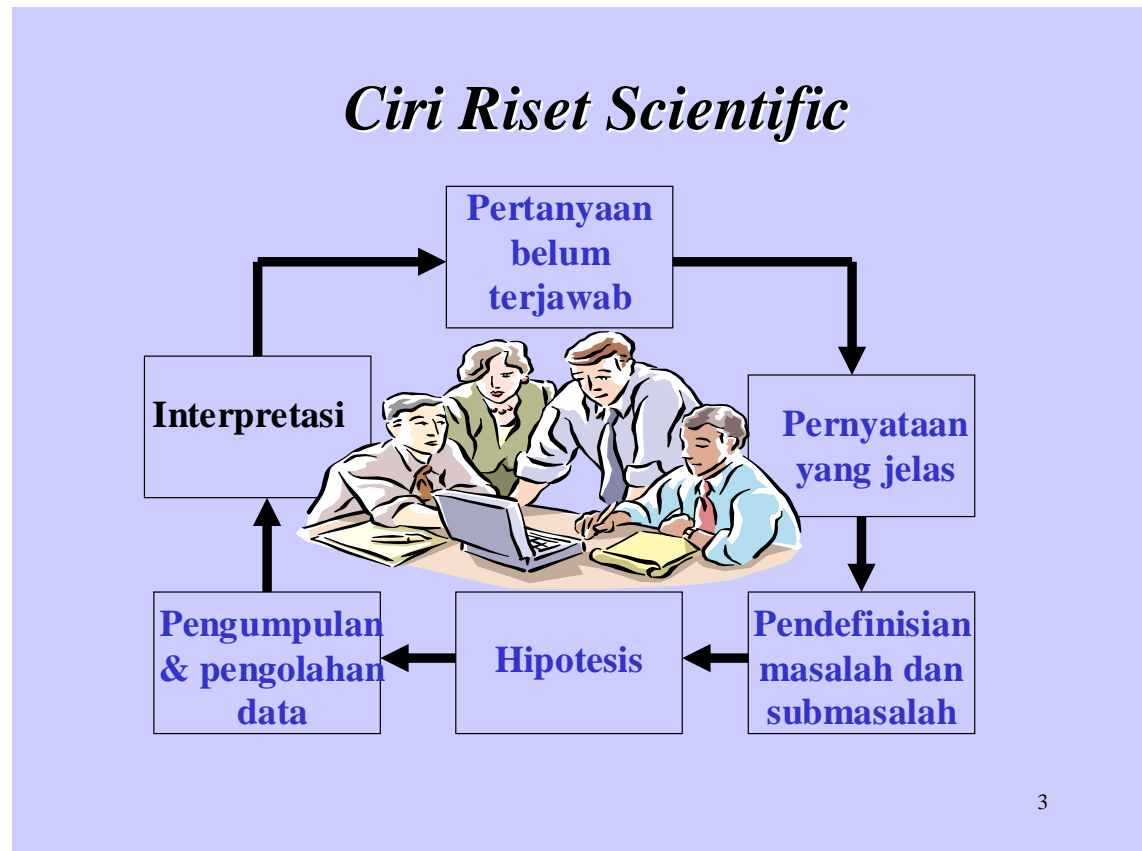 Ciri Riset Scientific
Pertanyaan
belum
terjawab
Interpretasi
Pernyataan
yang jelas
Pengumpulan
& pengolahan
data
Hipotesis
Pendefinisian
masalah dan
submasalah
3